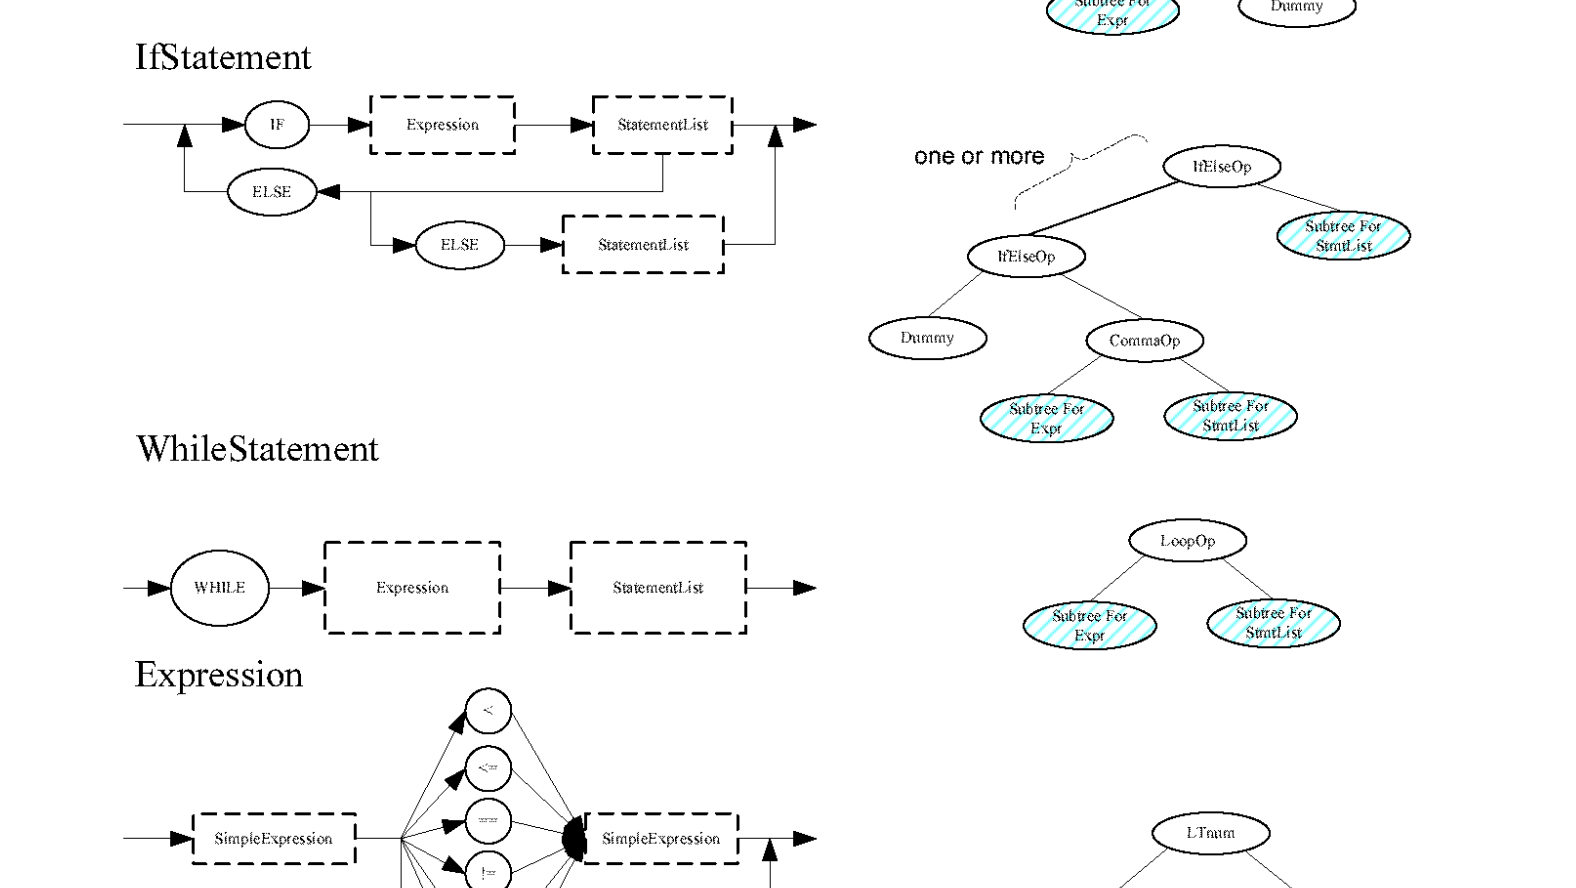 Subtree For
Expr
Dummy
IfStatement
IF
Expression
StatementList
ELSE
ELSE
StatementList
one or more
IfElseOp
Subtree For
StmtList
IfElseOp
Dummy
CommaOp
Subtree For
Expr
Subtree For
StmtList
WhileStatement
WHILE
Expression
StatementList
LoopOp
Subtree For
Expr
Subtree For
StmtList
Expression
<
<=
==
!=
SimpleExpression
SimpleExpression
LTnum